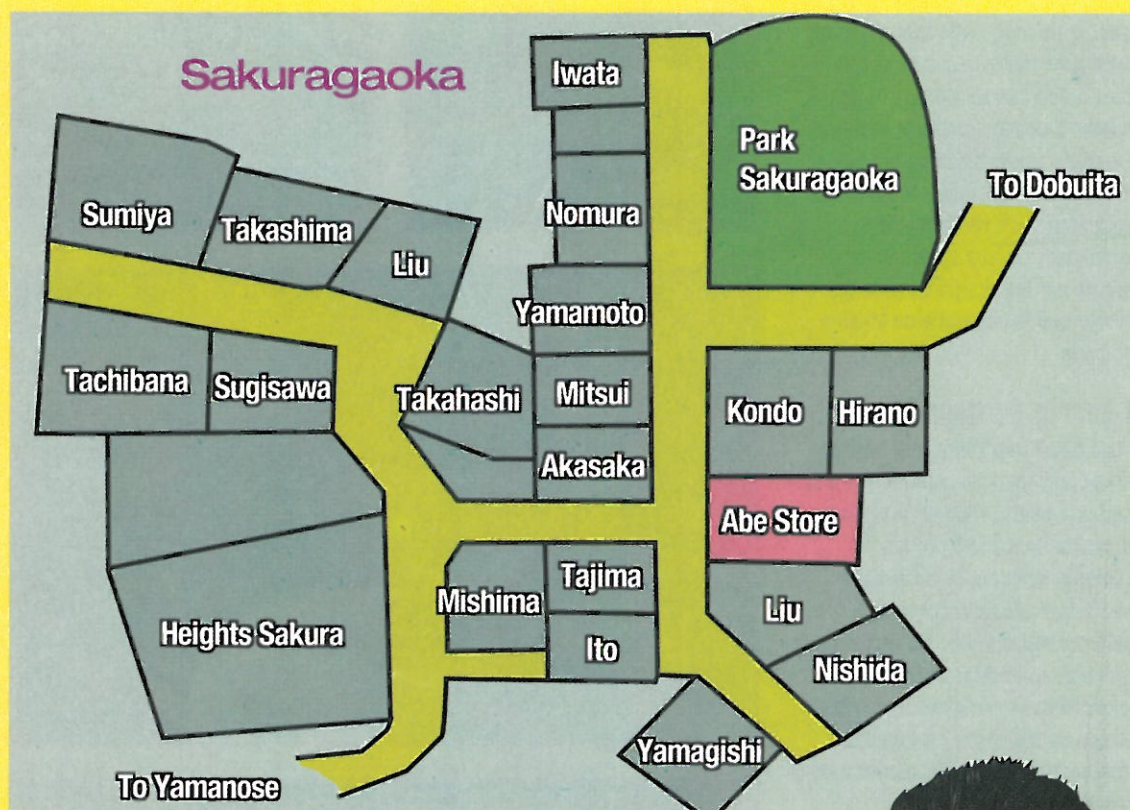 Sakuragaoka
Iwata
Park
Sakuragaoka
To Dobuita
Sumiya
Takashima
Liu
Nomura
Yamamoto
Tachibana
Sugisawa
Takahashi
Mitsui
Kondo
Hirano
Akasaka
Abe Store
Mishima
Tajima
Liu
Heights Sakura
Ito
Nishida
Yamagishi
To Yamanose